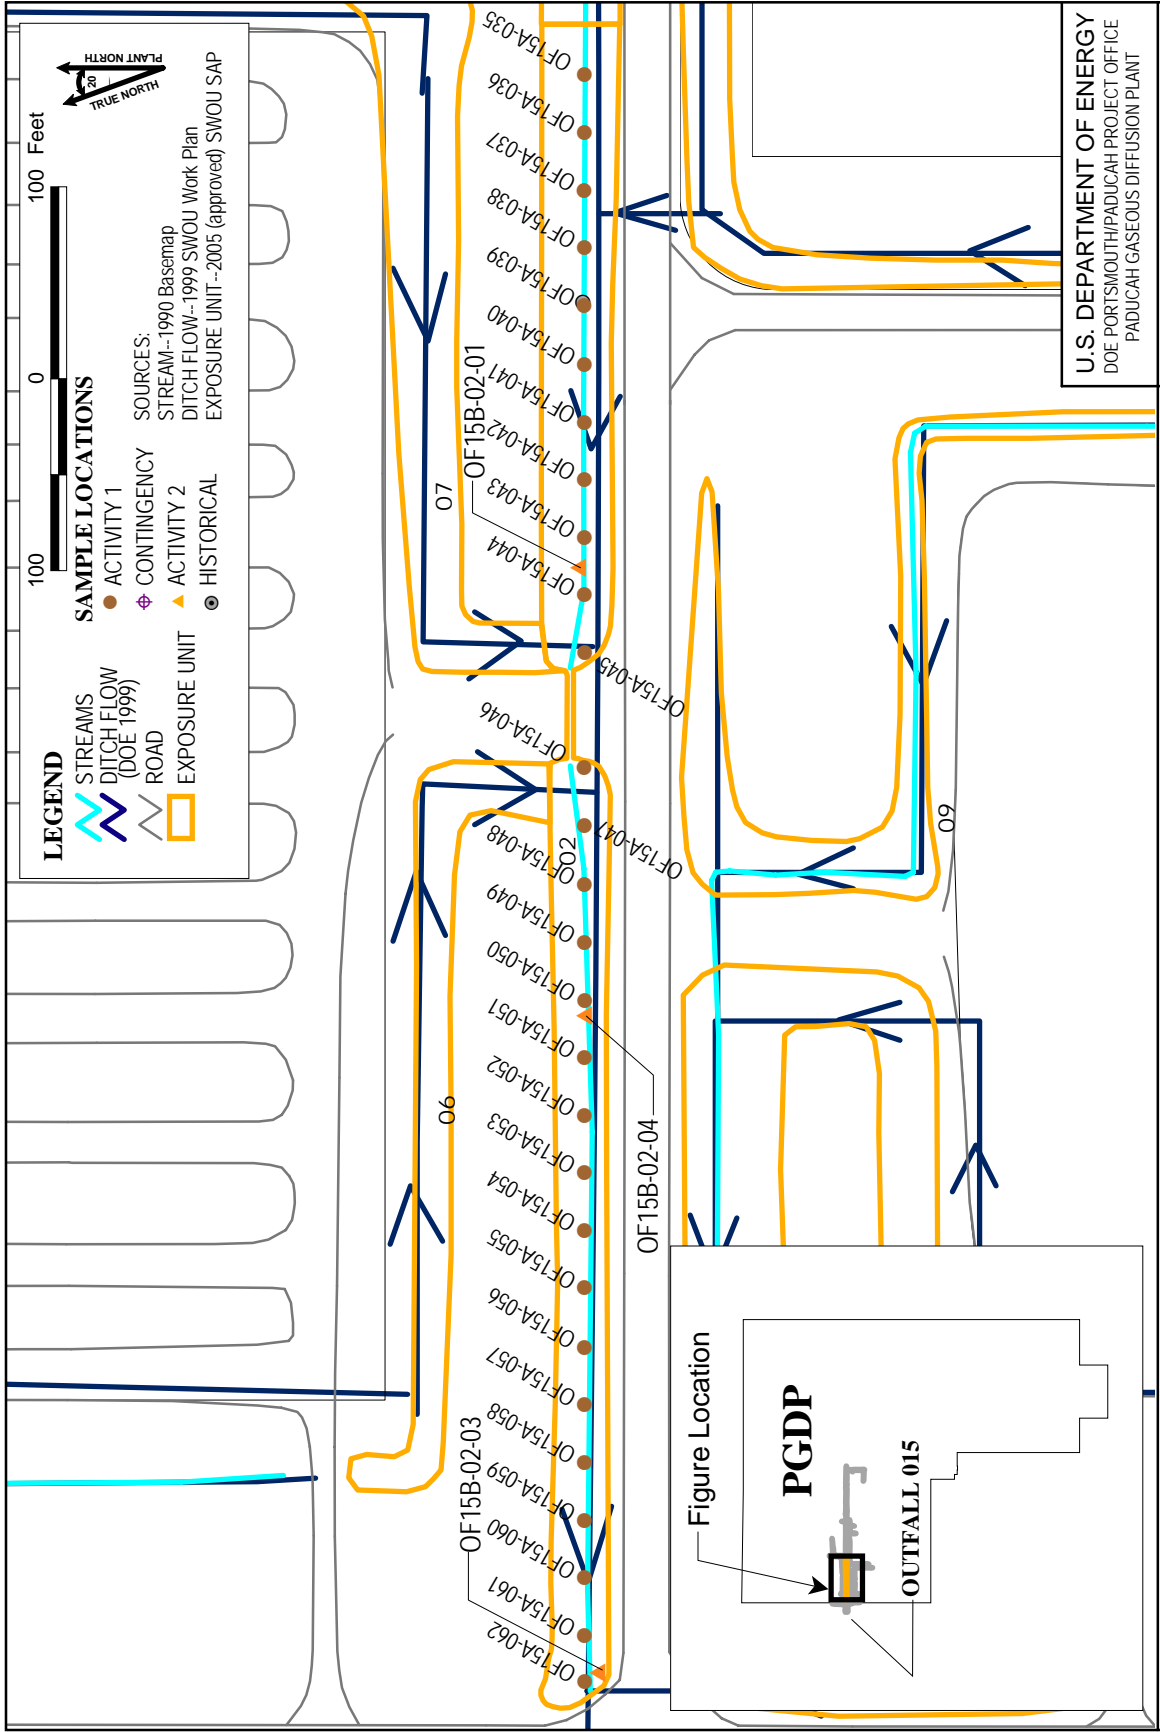 LEGEND
STREAMS
DITCH FLOW
(DOE 1999)
ROAD
EXPOSURE UNIT
SAMPLE LOCATIONS
ACTIVITY 1
CONTINGENCY
ACTIVITY 2
HISTORICAL
SOURCES:
STREAM--1990 Basemap
DITCH FLOW--1999 SWOU Work Plan
EXPOSURE UNIT--2005 (approved) SWOU SAP
100 0 100 Feet
20
TRUE NORTH
PLANT NORTH
OF15B-02-03
OF15B-02-04
OF15B-02-01
06
07
02
09
OF15A-062
OF15A-061
OF15A-060
OF15A-059
OF15A-058
OF15A-057
OF15A-056
OF15A-055
OF15A-054
OF15A-053
OF15A-052
OF15A-051
OF15A-050
OF15A-049
OF15A-048
OF15A-047
OF15A-046
OF15A-045
OF15A-044
OF15A-043
OF15A-042
OF15A-041
OF15A-040
OF15A-039
OF15A-038
OF15A-037
OF15A-036
OF15A-035
Figure Location
PGDP
OUTFALL 015
U.S. DEPARTMENT OF ENERGY
DOE PORTSMOUTH/PADUCAH PROJECT OFFICE
PADUCAH GASEOUS DIFFUSION PLANT